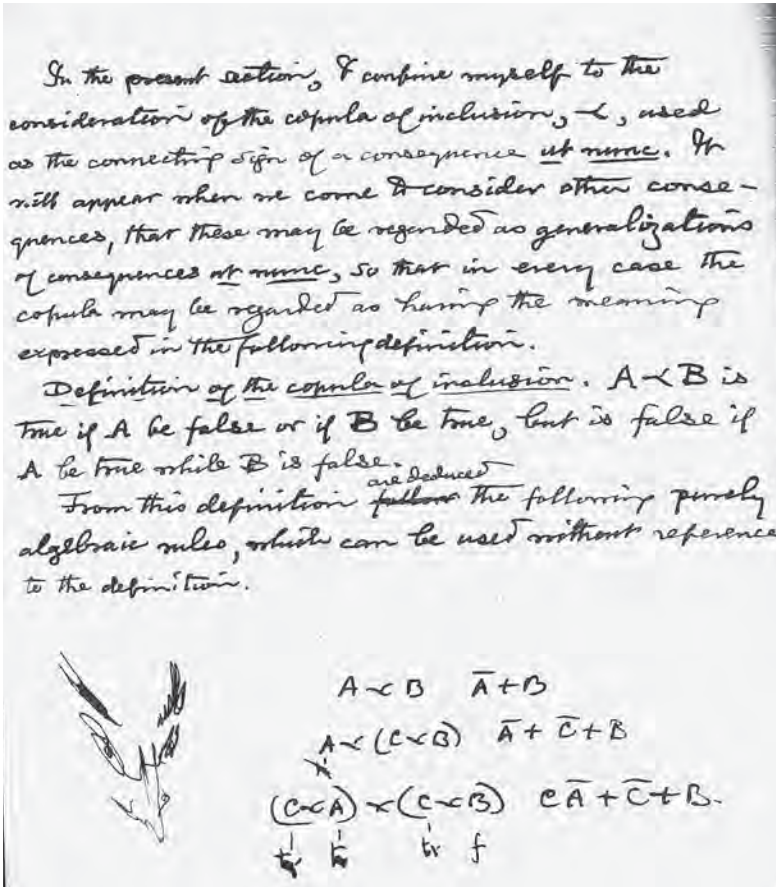 In the present section, I confine myself to the
consideration of the copula of inclusion, ⤙, used
as the connecting sign of a consequence ut nunc. It
will appear when we come to consider other conse-
quences, that these may be regarded as generalizations
of consequences ut nunc, so that in every case the
copula may be regarded as having the meaning
expressed in the following definition.
Definition of the copula of inclusion. A ⤙ B is
true if A be false or if B be true, but is false if
A be true while B is false.
are deduced
From this definition follow the following purely
algebraic rules, which can be used without reference
to the definition.
A ⤙ B   A̅ + B
A ⤙ (C ⤙ B)   A̅ + C̅ + B
(C ⤙ A) ⤙ (C ⤙ B)   CA̅ + C̅ + B.
tr f